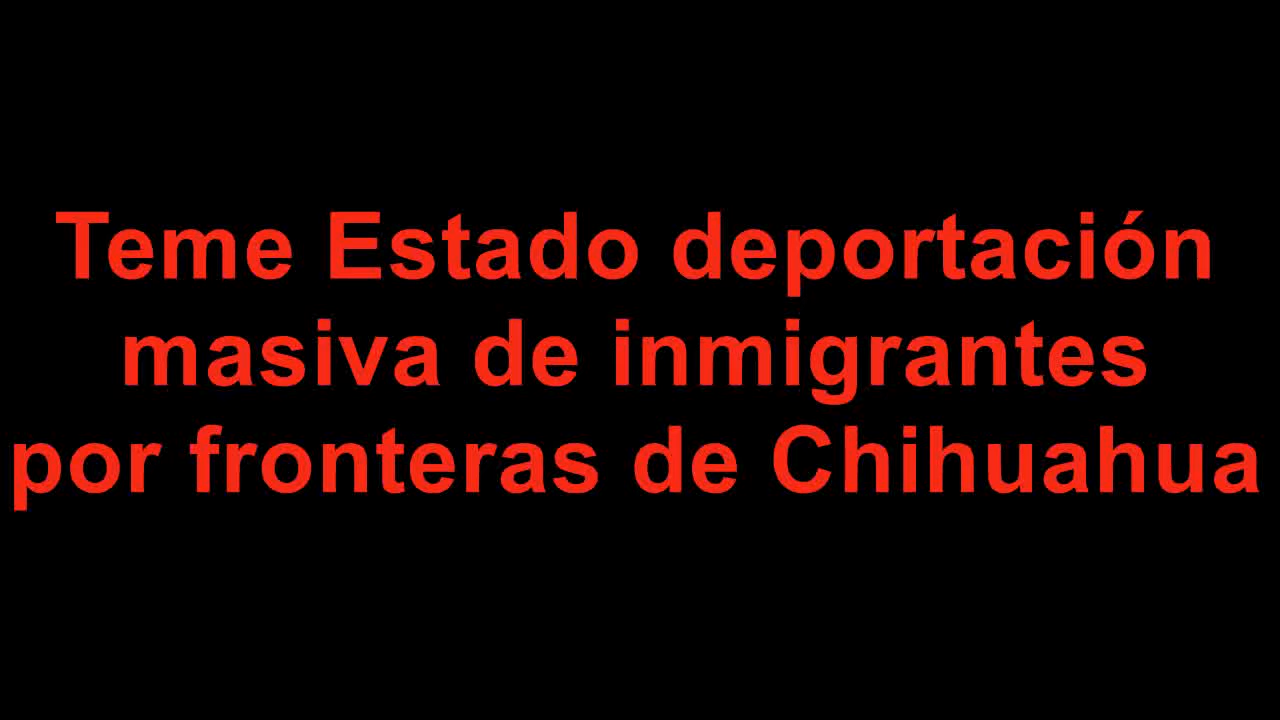 Teme Estado deportación
masiva de inmigrantes
por fronteras de Chihuahua